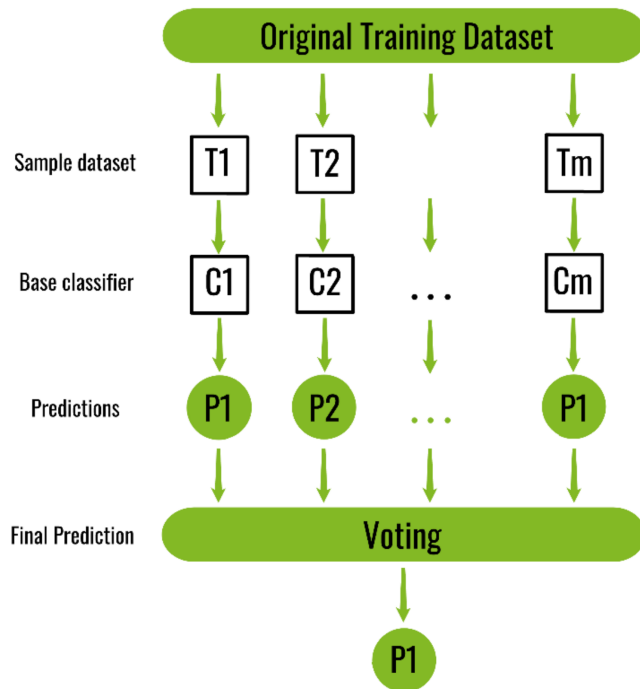 Original Training Dataset
Sample dataset T1 T2 Tm
Base classifier C1 C2 ... Cm
Predictions P1 P2 ... P1
Final Prediction Voting
P1